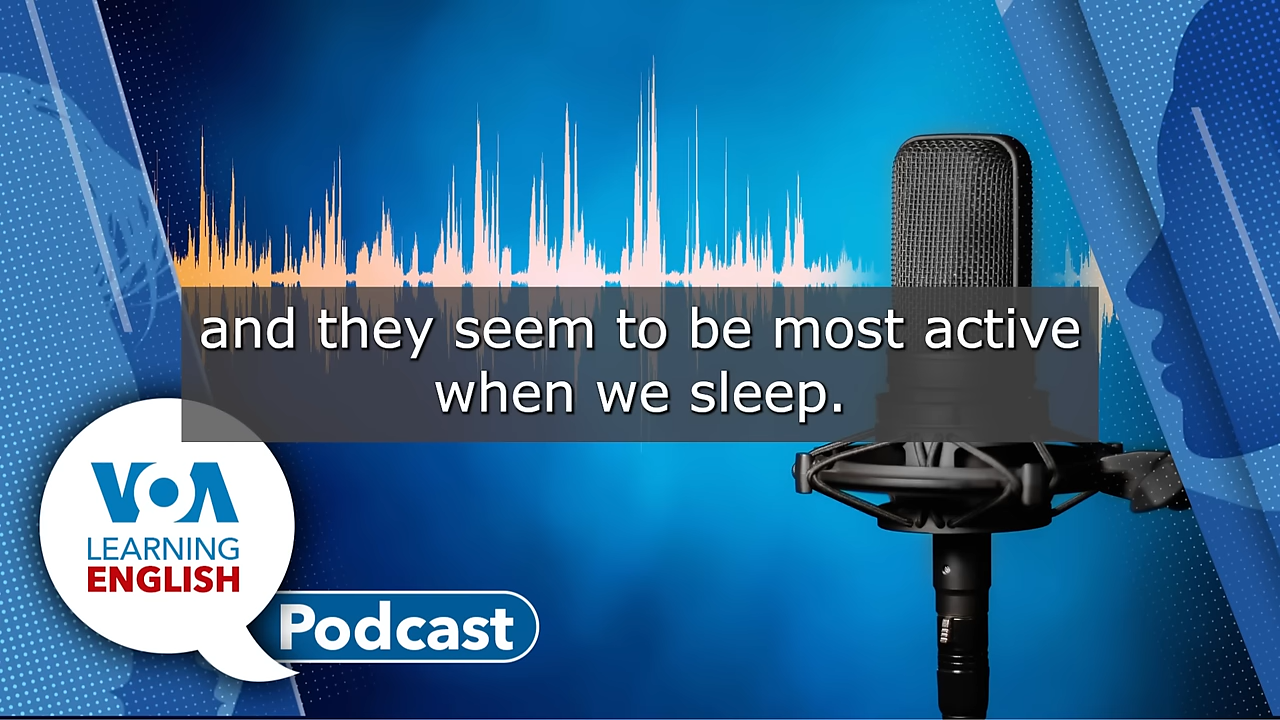 and they seem to be most active
when we sleep.
VOA
LEARNING
ENGLISH
Podcast